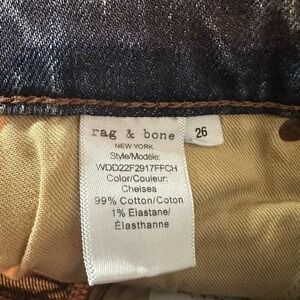 rag & bone
26
NEW YORK
Style/Modèle:
WDD22F2917FFCH
Color/Couleur:
Chelsea
99% Cotton/Coton
1% Elastane/
Élasthanne